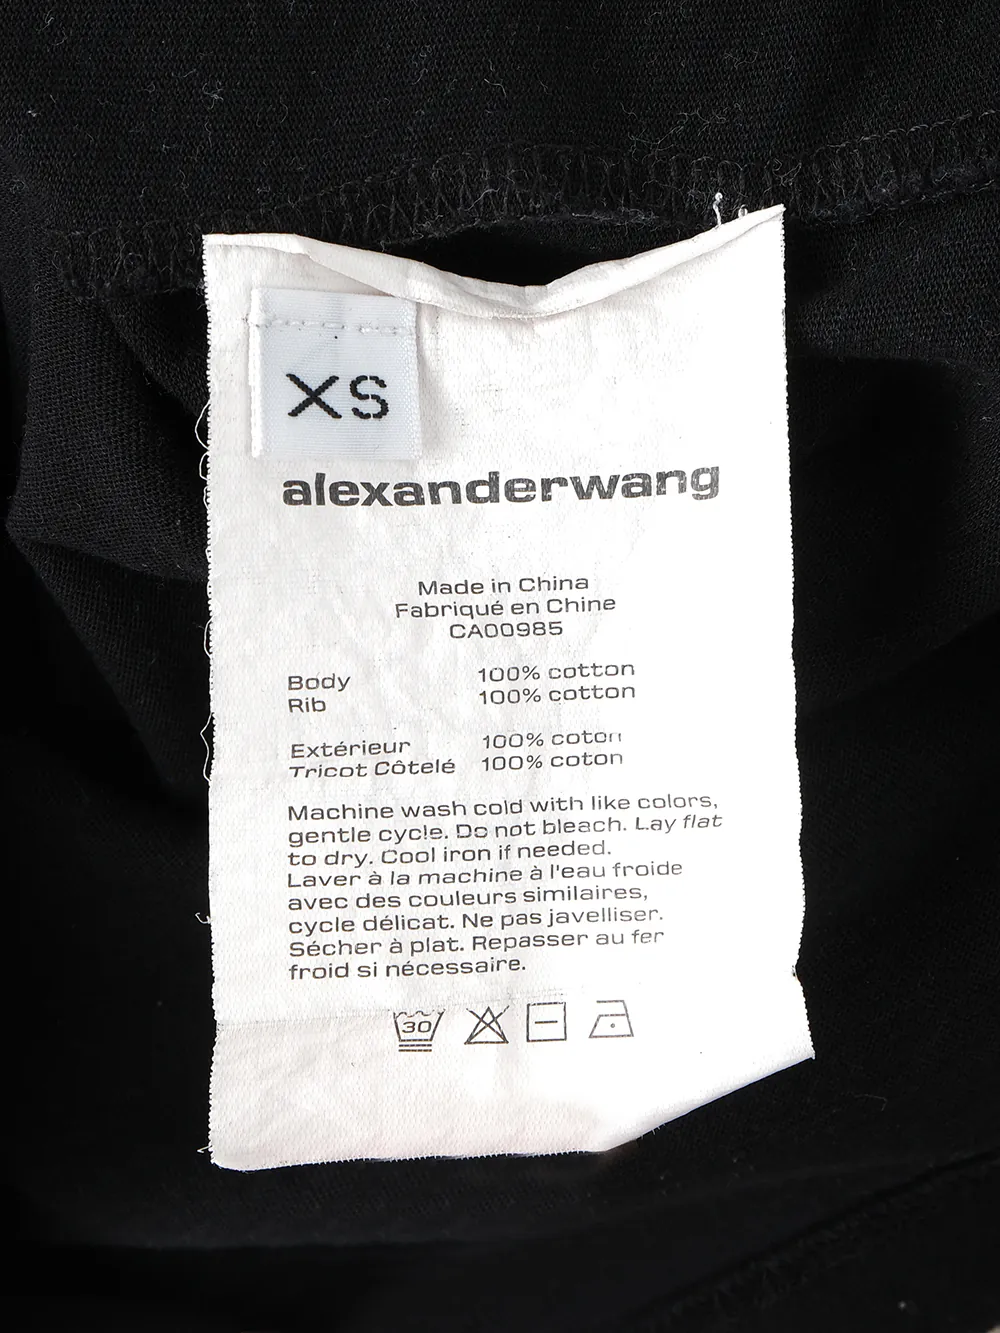 XS
alexanderwang
Made in China
Fabriqué en Chine
CA00985
Body 100% cotton
Rib 100% cotton
Extérieur 100% coton
Tricot Côtelé 100% coton
Machine wash cold with like colors,
gentle cycle. Do not bleach. Lay flat
to dry. Cool iron if needed.
Laver à la machine à l'eau froide
avec des couleurs similaires,
cycle délicat. Ne pas javelliser.
Sécher à plat. Repasser au fer
froid si nécessaire.
30